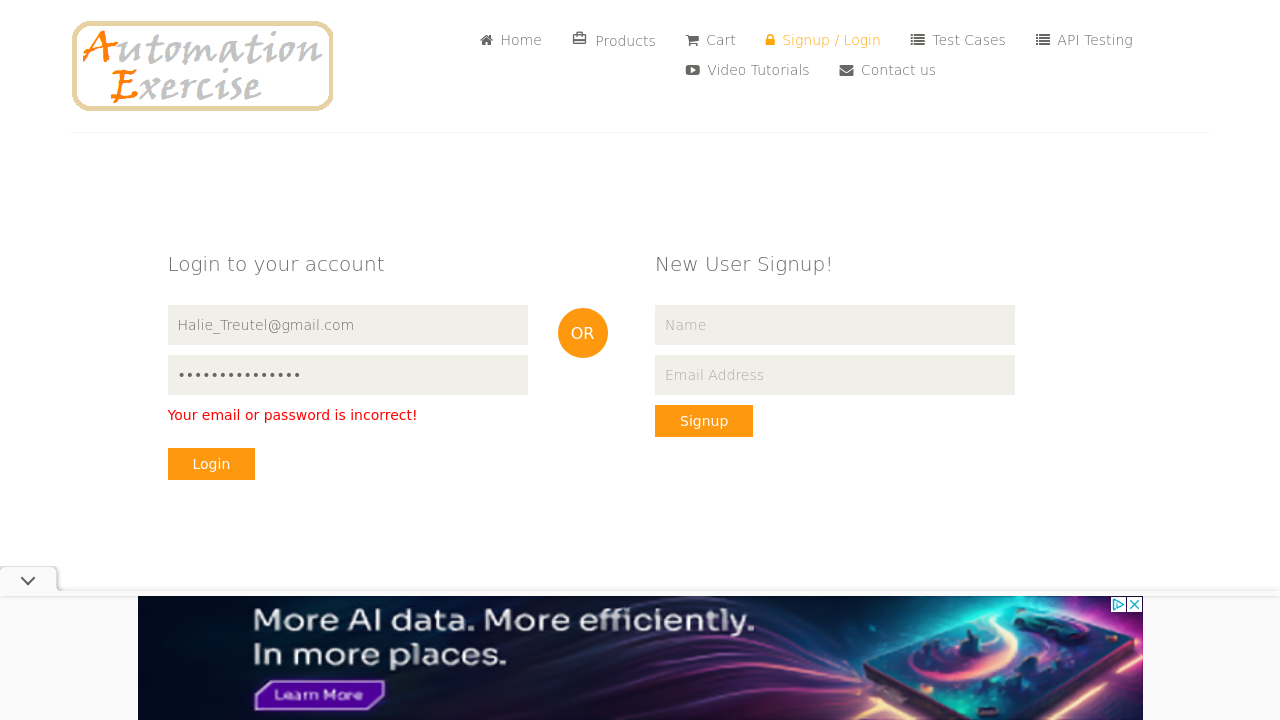 Automation
Exercise
Home
Products
Cart
Signup / Login
Test Cases
API Testing
Video Tutorials
Contact us
Login to your account
Halie_Treutel@gmail.com
•••••••••••••••
Your email or password is incorrect!
Login
OR
New User Signup!
Name
Email Address
Signup
More AI data. More efficiently.
In more places.
Learn More